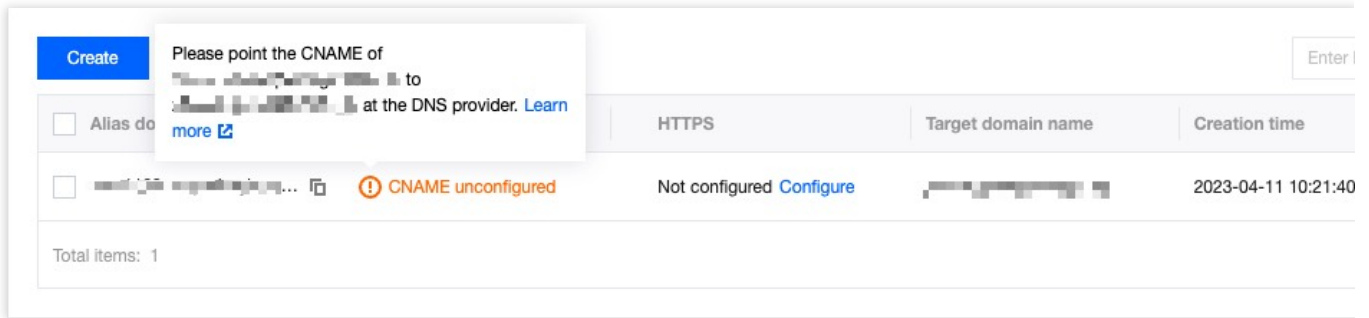 Create
Please point the CNAME of
to
at the DNS provider. Learn
more
Enter
Alias do
HTTPS
Target domain name
Creation time
...
CNAME unconfigured
Not configured Configure
2023-04-11 10:21:40
Total items: 1